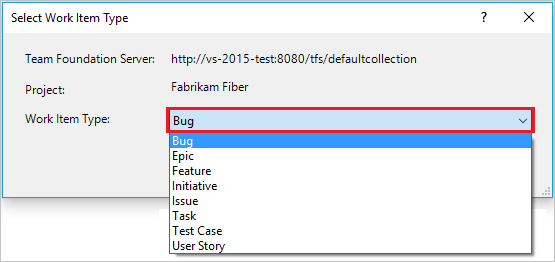 Select Work Item Type
?
Team Foundation Server: http://vs-2015-test:8080/tfs/defaultcollection
Project: Fabrikam Fiber
Work Item Type: Bug
Bug
Epic
Feature
Initiative
Issue
Task
Test Case
User Story